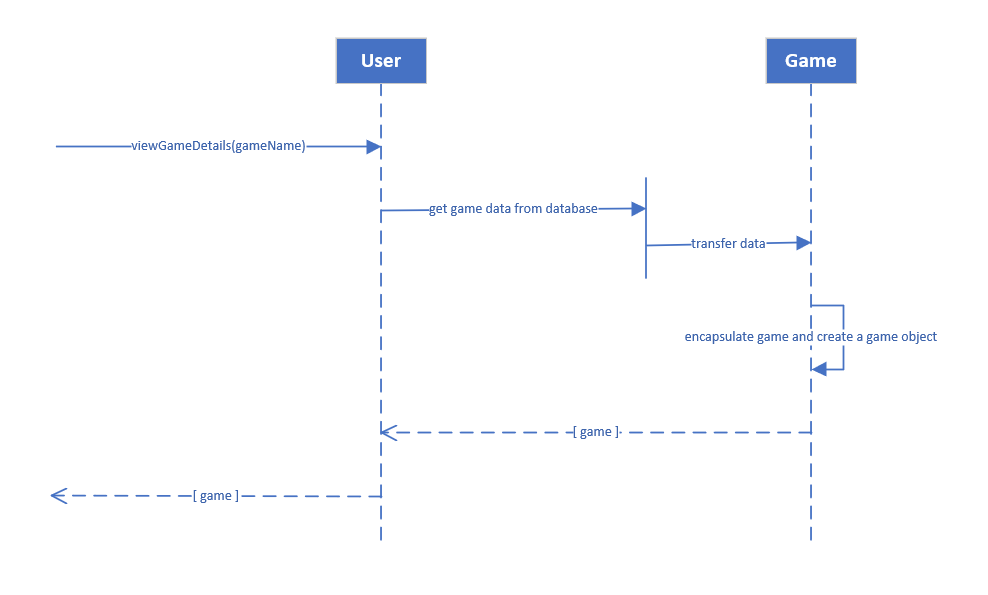 User
Game
viewGameDetails(gameName)
get game data from database
transfer data
encapsulate game and create a game object
[ game ]
[ game ]